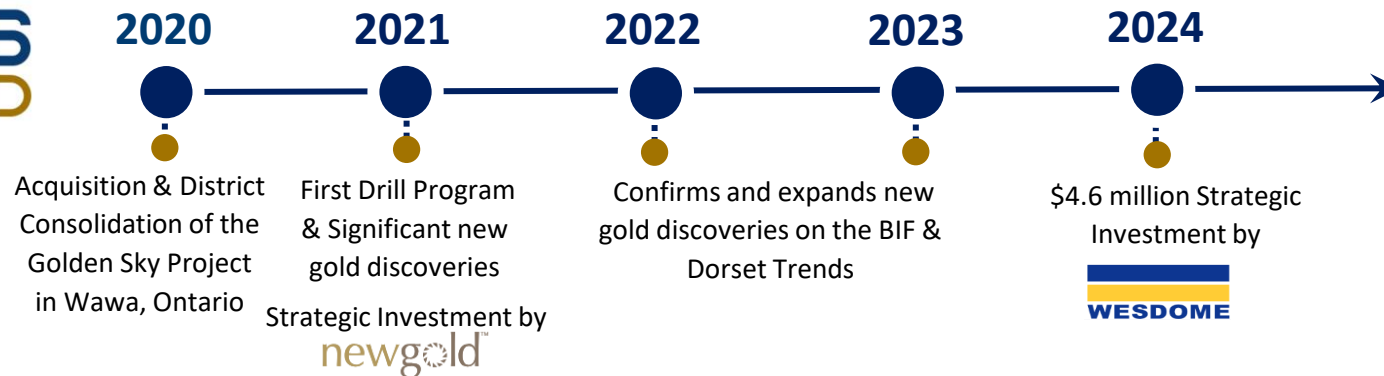 2020
2021
2022
2023
2024
Acquisition & District
Consolidation of the
Golden Sky Project
in Wawa, Ontario
First Drill Program
& Significant new
gold discoveries
Strategic Investment by
newgold™
Confirms and expands new
gold discoveries on the BIF &
Dorset Trends
$4.6 million Strategic
Investment by
WESDOME